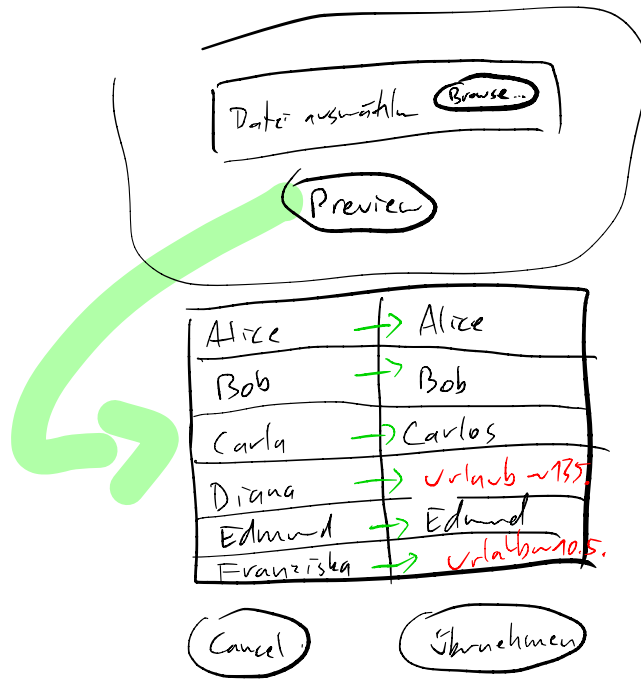 Datei auswählen Browse...
Preview
Alice → Alice
Bob → Bob
Carla → Carlos
Diana → Urlaub ~13.5.
Edmund → Edmund
Franziska → Urlaub ~10.5.
Cancel Übernehmen